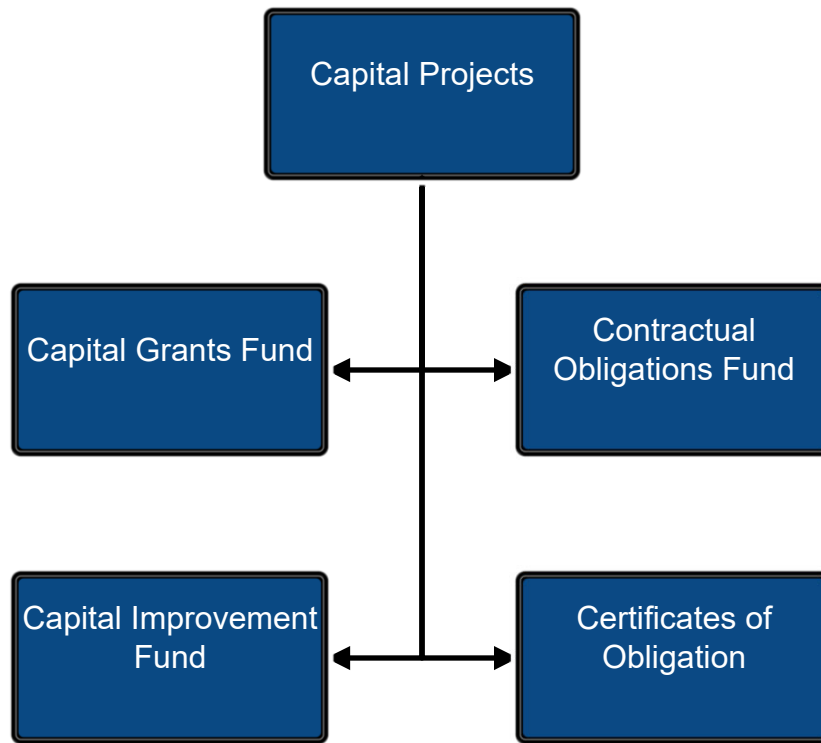 Capital Projects
Capital Grants Fund
Contractual
Obligations Fund
Capital Improvement
Fund
Certificates of
Obligation